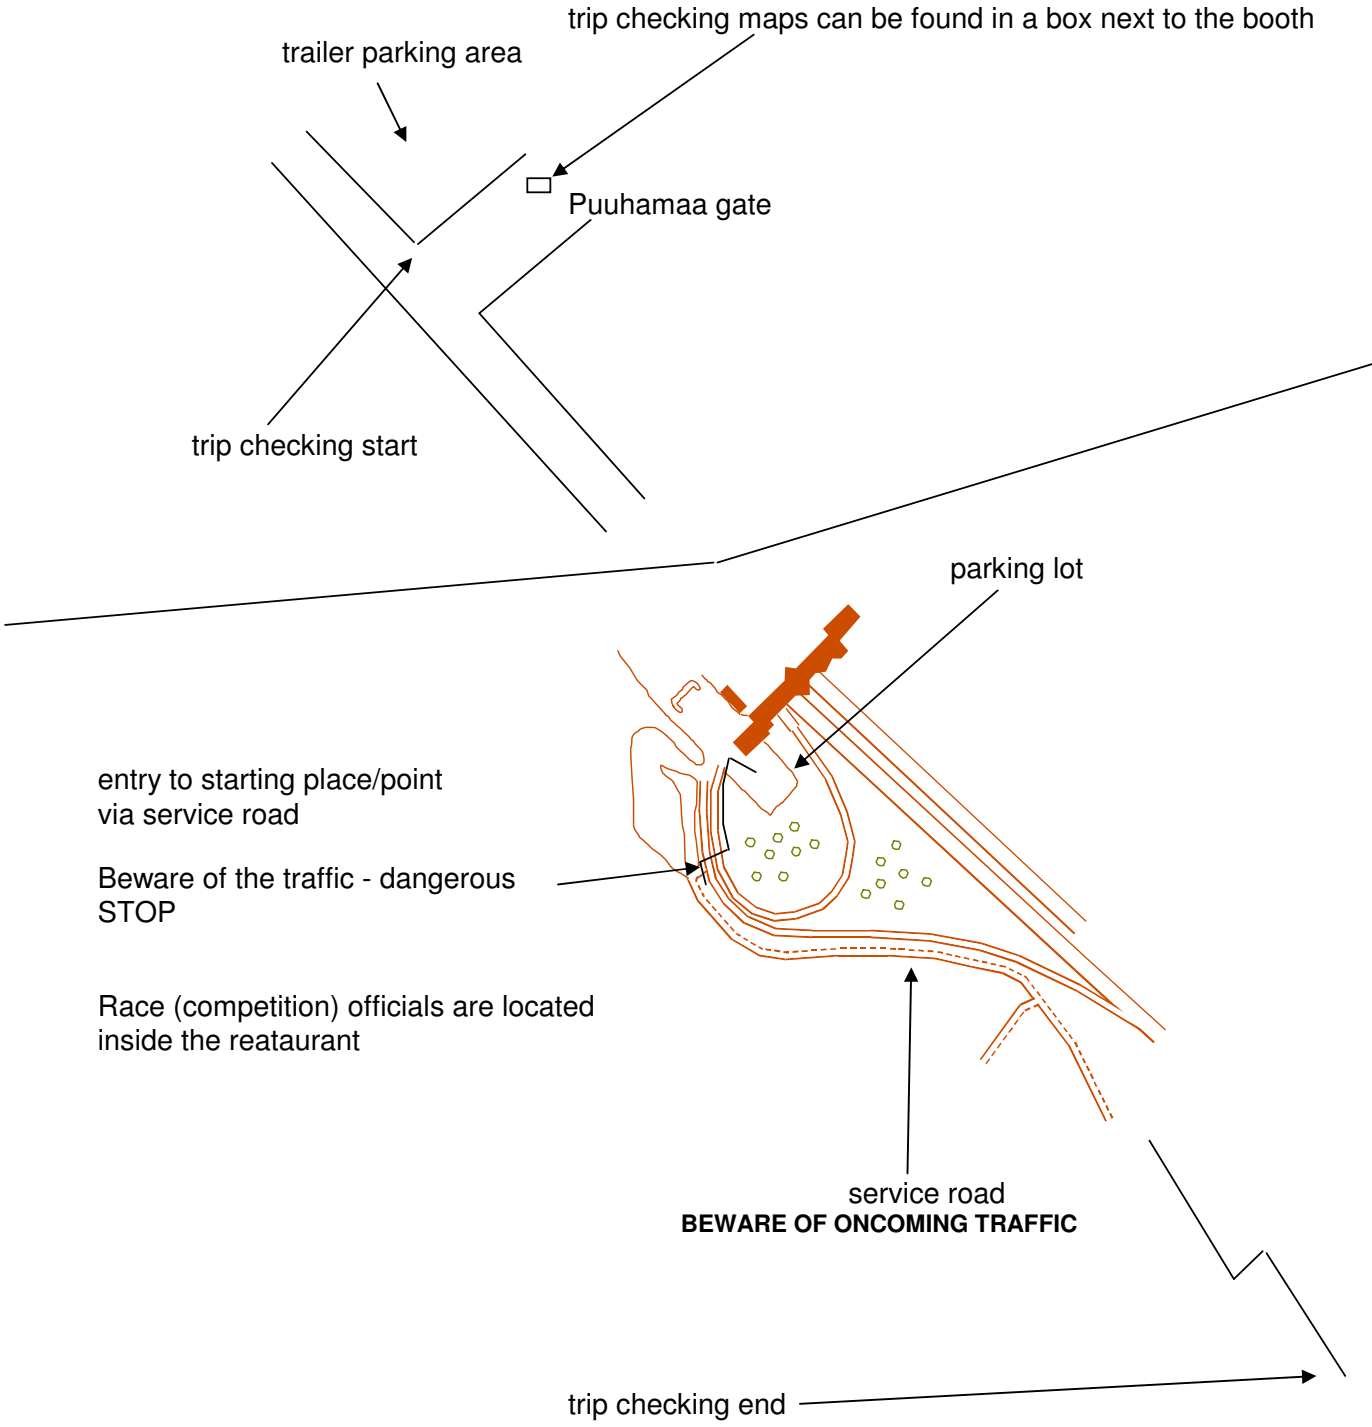 trip checking maps can be found in a box next to the booth
trailer parking area
Puuhamaa gate
trip checking start
parking lot
entry to starting place/point
via service road
Beware of the traffic - dangerous
STOP
Race (competition) officials are located
inside the reataurant
service road
BEWARE OF ONCOMING TRAFFIC
trip checking end